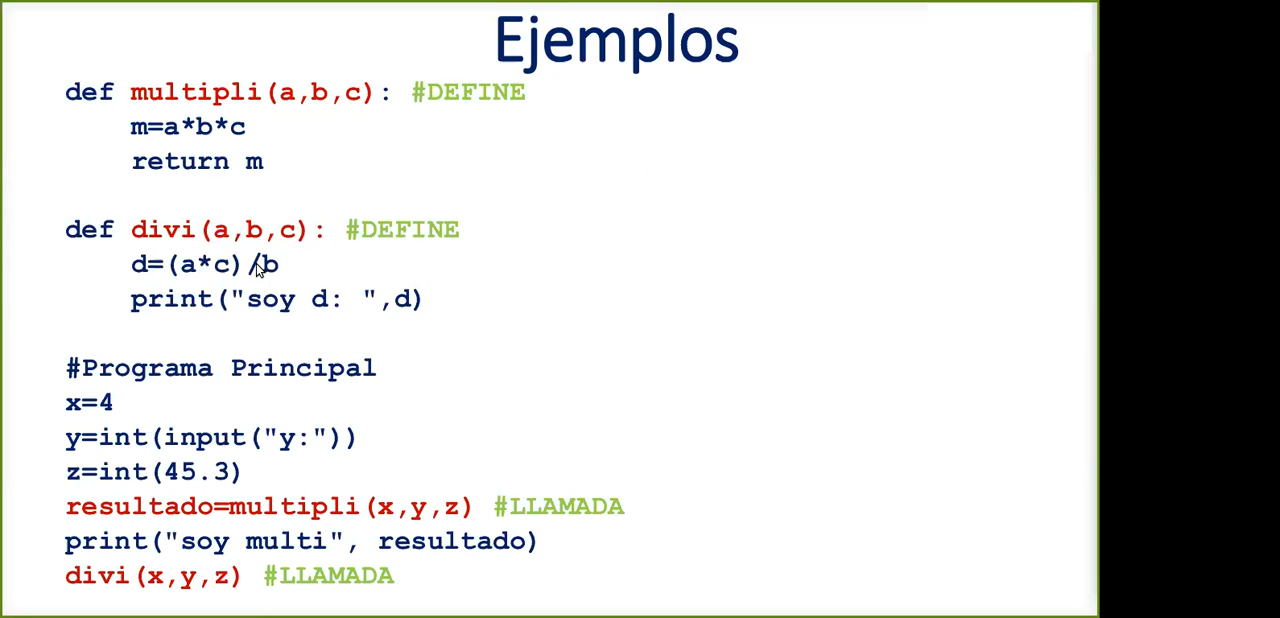 Ejemplos
def multipli(a,b,c): #DEFINE
    m=a*b*c
    return m
def divi(a,b,c): #DEFINE
    d=(a*c)/b
    print("soy d: ",d)
#Programa Principal
x=4
y=int(input("y:"))
z=int(45.3)
resultado=multipli(x,y,z) #LLAMADA
print("soy multi", resultado)
divi(x,y,z) #LLAMADA